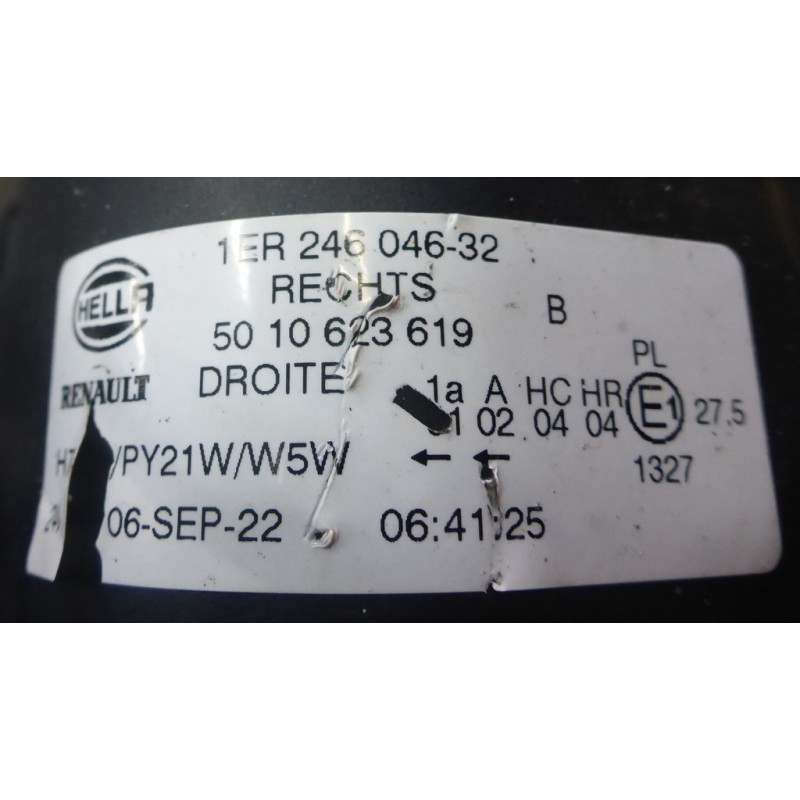 1ER 246 046-32
HELLA
RECHTS
B
50 10 623 619
PL
RENAULT
DROITE
1a A HC HR E1 27.5
02 04 04
/PY21W/W5W ← ← 1327
06-SEP-22 06:41:25